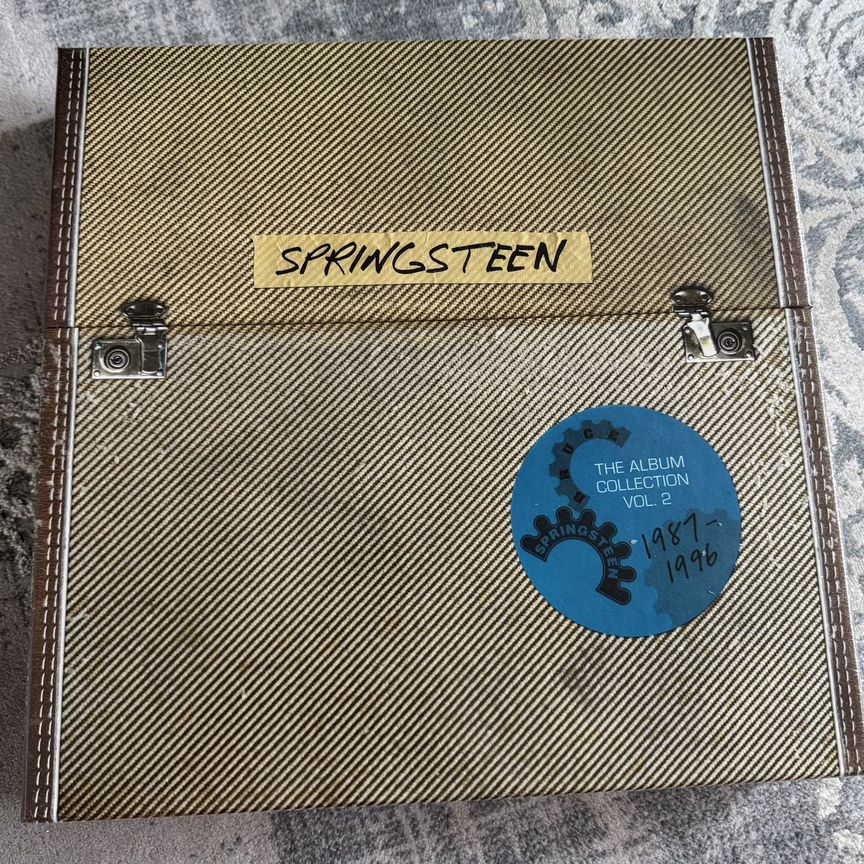 SPRINGSTEEN
BRUCE
SPRINGSTEEN
THE ALBUM
COLLECTION
VOL. 2
1987-
1996